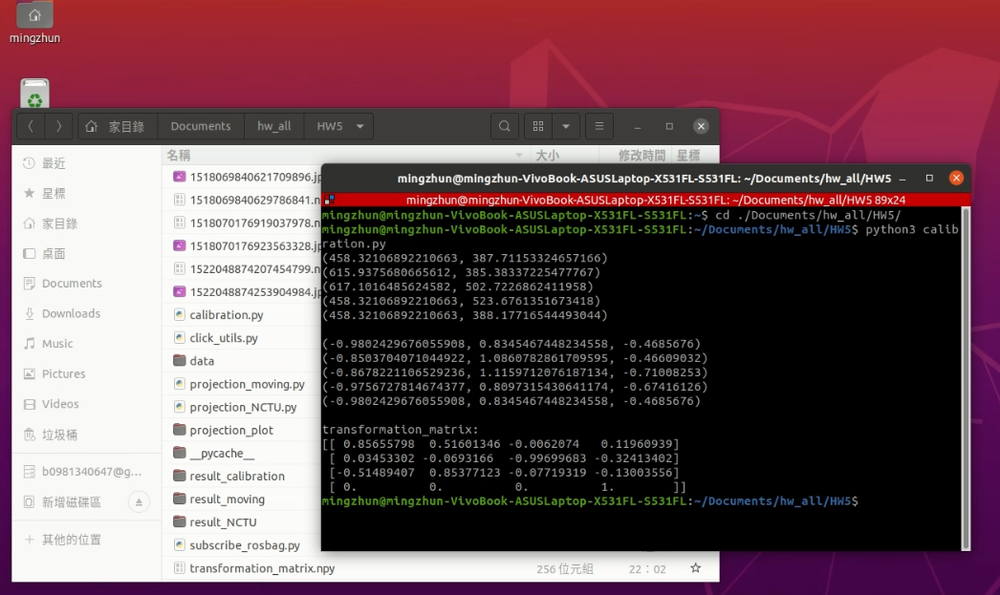 mingzhun
家目錄 Documents hw_all HW5
最近
星標
家目錄
桌面
Documents
Downloads
Music
Pictures
Videos
垃圾桶
b0981340647@g...
新增磁碟區
其他的位置
名稱 大小 修改時間 星標
1518069840621709896.jp
1518069840629786841.n
1518070176919037978.n
1518070176923563328.jp
1522048874207454799.n
1522048874253904984.jp
calibration.py
click_utils.py
data
projection_moving.py
projection_NCTU.py
projection_plot
__pycache__
result_calibration
result_moving
result_NCTU
subscribe_rosbag.py
transformation_matrix.npy 256 位元組 22：02
mingzhun@mingzhun-VivoBook-ASUSLaptop-X531FL-S531FL: ~/Documents/hw_all/HW5
mingzhun@mingzhun-VivoBook-ASUSLaptop-X531FL-S531FL: ~/Documents/hw_all/HW5 89x24
mingzhun@mingzhun-VivoBook-ASUSLaptop-X531FL-S531FL:~$ cd ./Documents/hw_all/HW5/
mingzhun@mingzhun-VivoBook-ASUSLaptop-X531FL-S531FL:~/Documents/hw_all/HW5$ python3 calib
ration.py
(458.32106892210663, 387.71153324657166)
(615.9375680665612, 385.38337225477767)
(617.1016485624582, 502.7226862411958)
(458.32106892210663, 523.6761351673418)
(458.32106892210663, 388.17716544493044)
(-0.9802429676055908, 0.8345467448234558, -0.4685676)
(-0.8503704071044922, 1.0860782861709595, -0.46609032)
(-0.8678221106529236, 1.1159712076187134, -0.71008253)
(-0.9756727814674377, 0.8097315430641174, -0.67416126)
(-0.9802429676055908, 0.8345467448234558, -0.4685676)
transformation_matrix:
[[ 0.85655798 0.51601346 -0.0062074 0.11960939]
[ 0.03453302 -0.0693166 -0.99699683 -0.32413402]
[-0.51489407 0.85377123 -0.07719319 -0.13003556]
[ 0. 0. 0. 1. ]]
mingzhun@mingzhun-VivoBook-ASUSLaptop-X531FL-S531FL:~/Documents/hw_all/HW5$